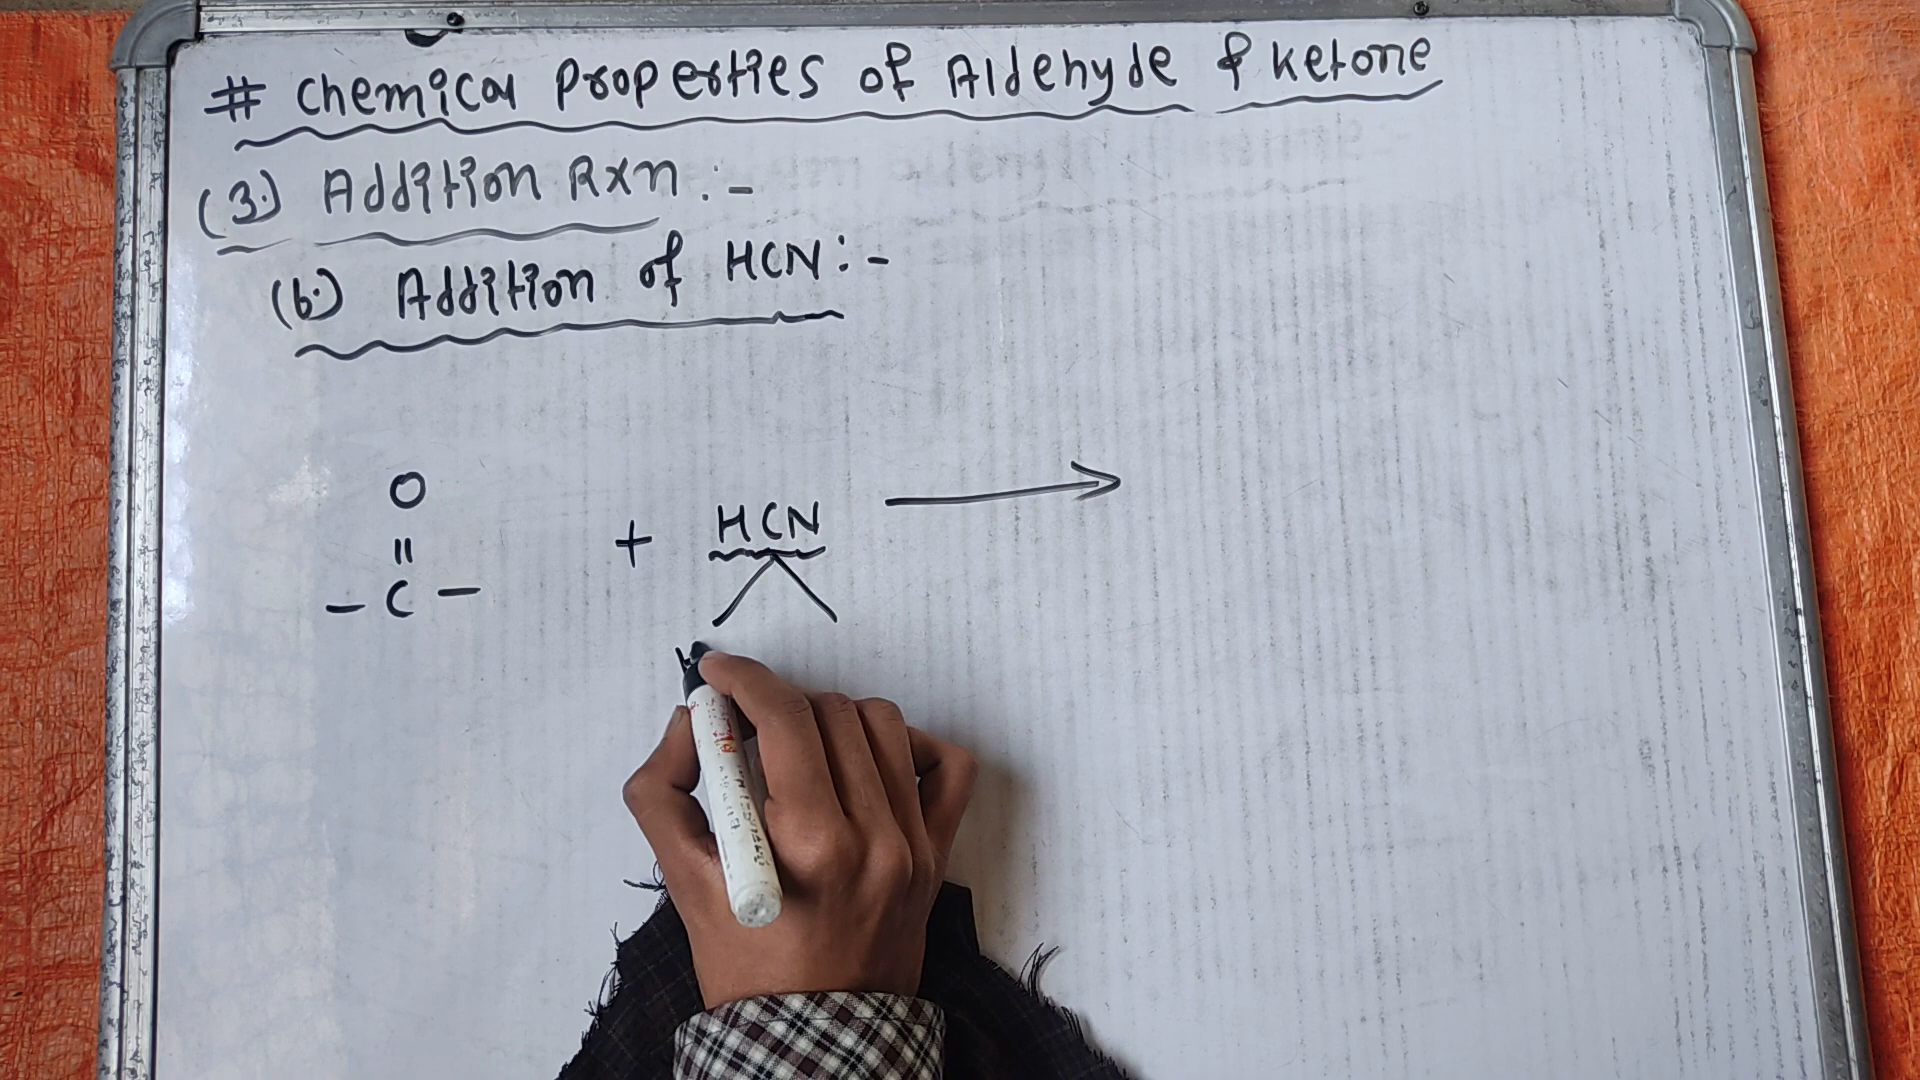 # Chemical Properties of Aldehyde & Ketone
(3.) Addition Rxn :-
(b.) Addition of HCN :-
O
||
- C - + HCN →